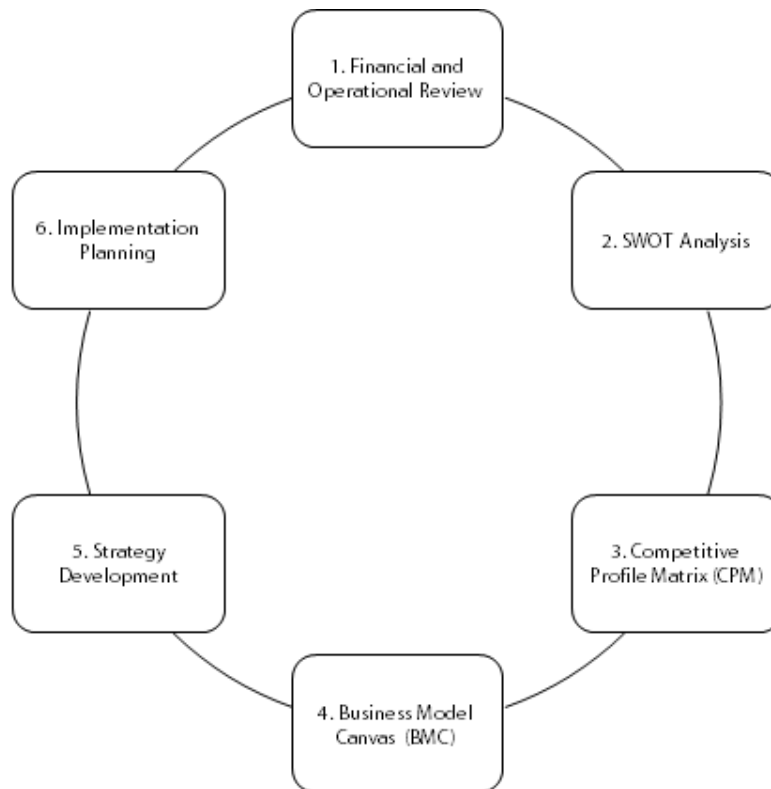 1. Financial and
Operational Review
2. SWOT Analysis
3. Competitive
Profile Matrix (CPM)
4. Business Model
Canvas (BMC)
5. Strategy
Development
6. Implementation
Planning